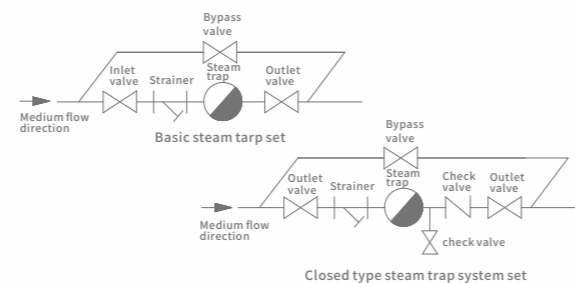 Bypass
valve
Inlet
valve
Strainer
Steam
trap
Outlet
valve
Medium flow
direction
Basic steam tarp set
Bypass
valve
Outlet
valve
Strainer
Steam
trap
Check
valve
Outlet
valve
Medium flow
direction
check valve
Closed type steam trap system set